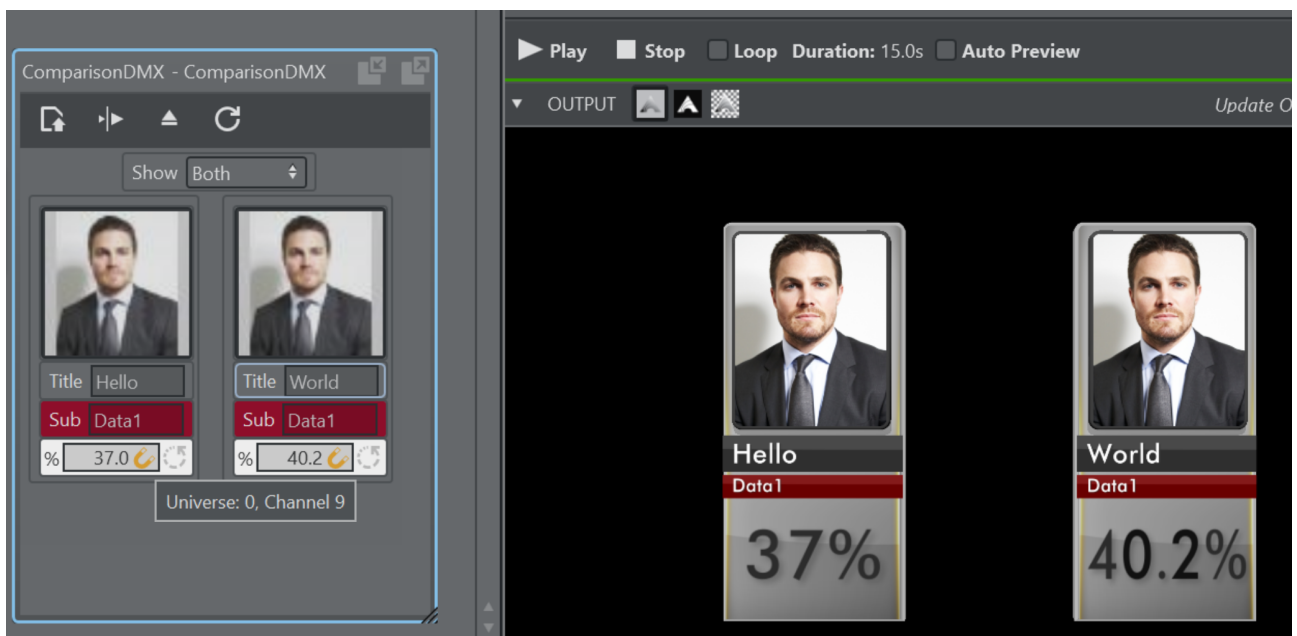 ComparisonDMX - ComparisonDMX
Show Both
Title Hello
Sub Data1
% 37.0
Title World
Sub Data1
% 40.2
Universe: 0, Channel 9
Play Stop Loop Duration: 15.0s Auto Preview
OUTPUT
Update O
Hello
Data1
37%
World
Data1
40.2%